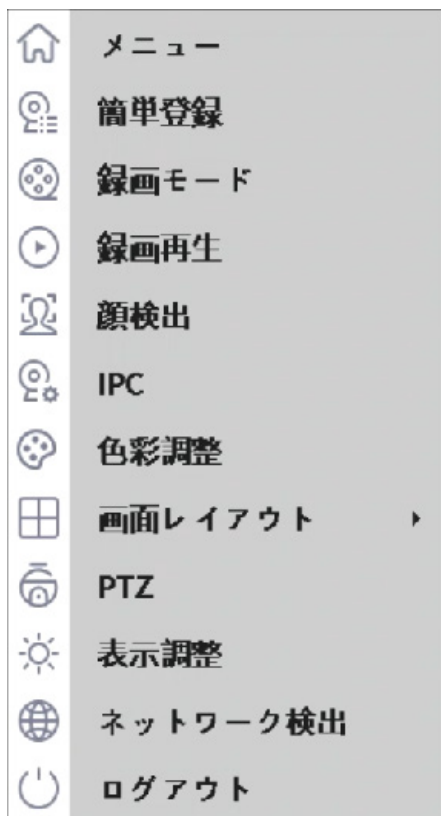 メニュー
簡単登録
録画モード
録画再生
顔検出
IPC
色彩調整
画面レイアウト
PTZ
表示調整
ネットワーク検出
ログアウト